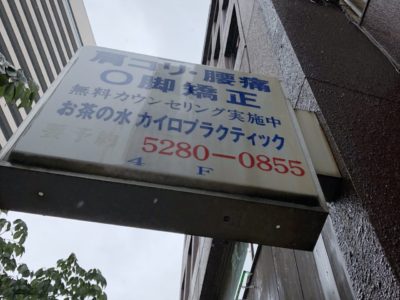 肩コリ・腰痛
O脚矯正
無料カウンセリング実施中
お茶の水 カイロプラクティック
要予約 5280-0855
4 F